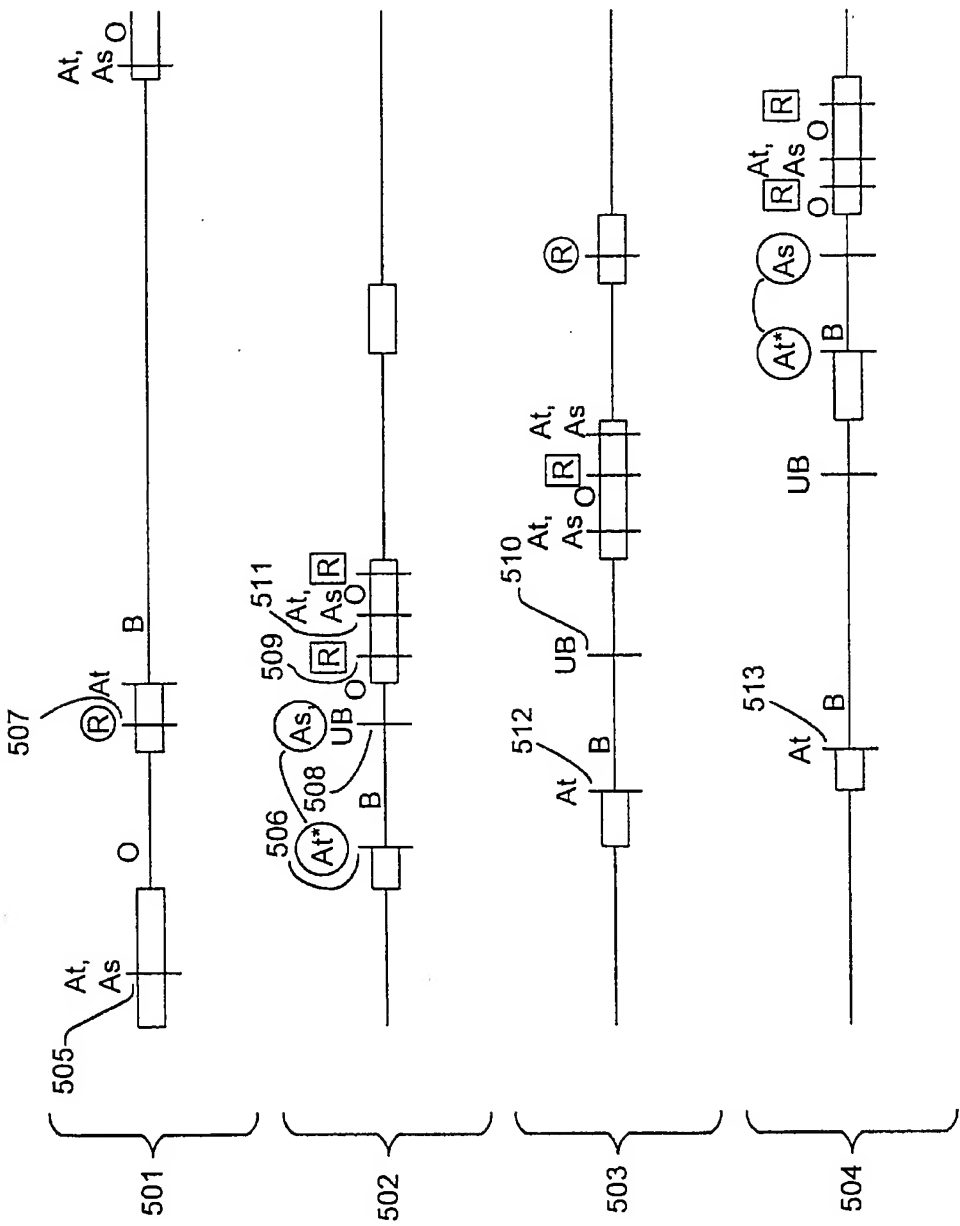 501
505
At,
As
O
507
R
At
B
At,
As
O
502
506
At*
B
508
As,
UB
O
509
R
511
At,
As
O
R
503
512
At
B
510
UB
At,
As
O
R
At,
As
R
504
513
At
B
UB
At*
B
As
O
R
At,
As
O
R